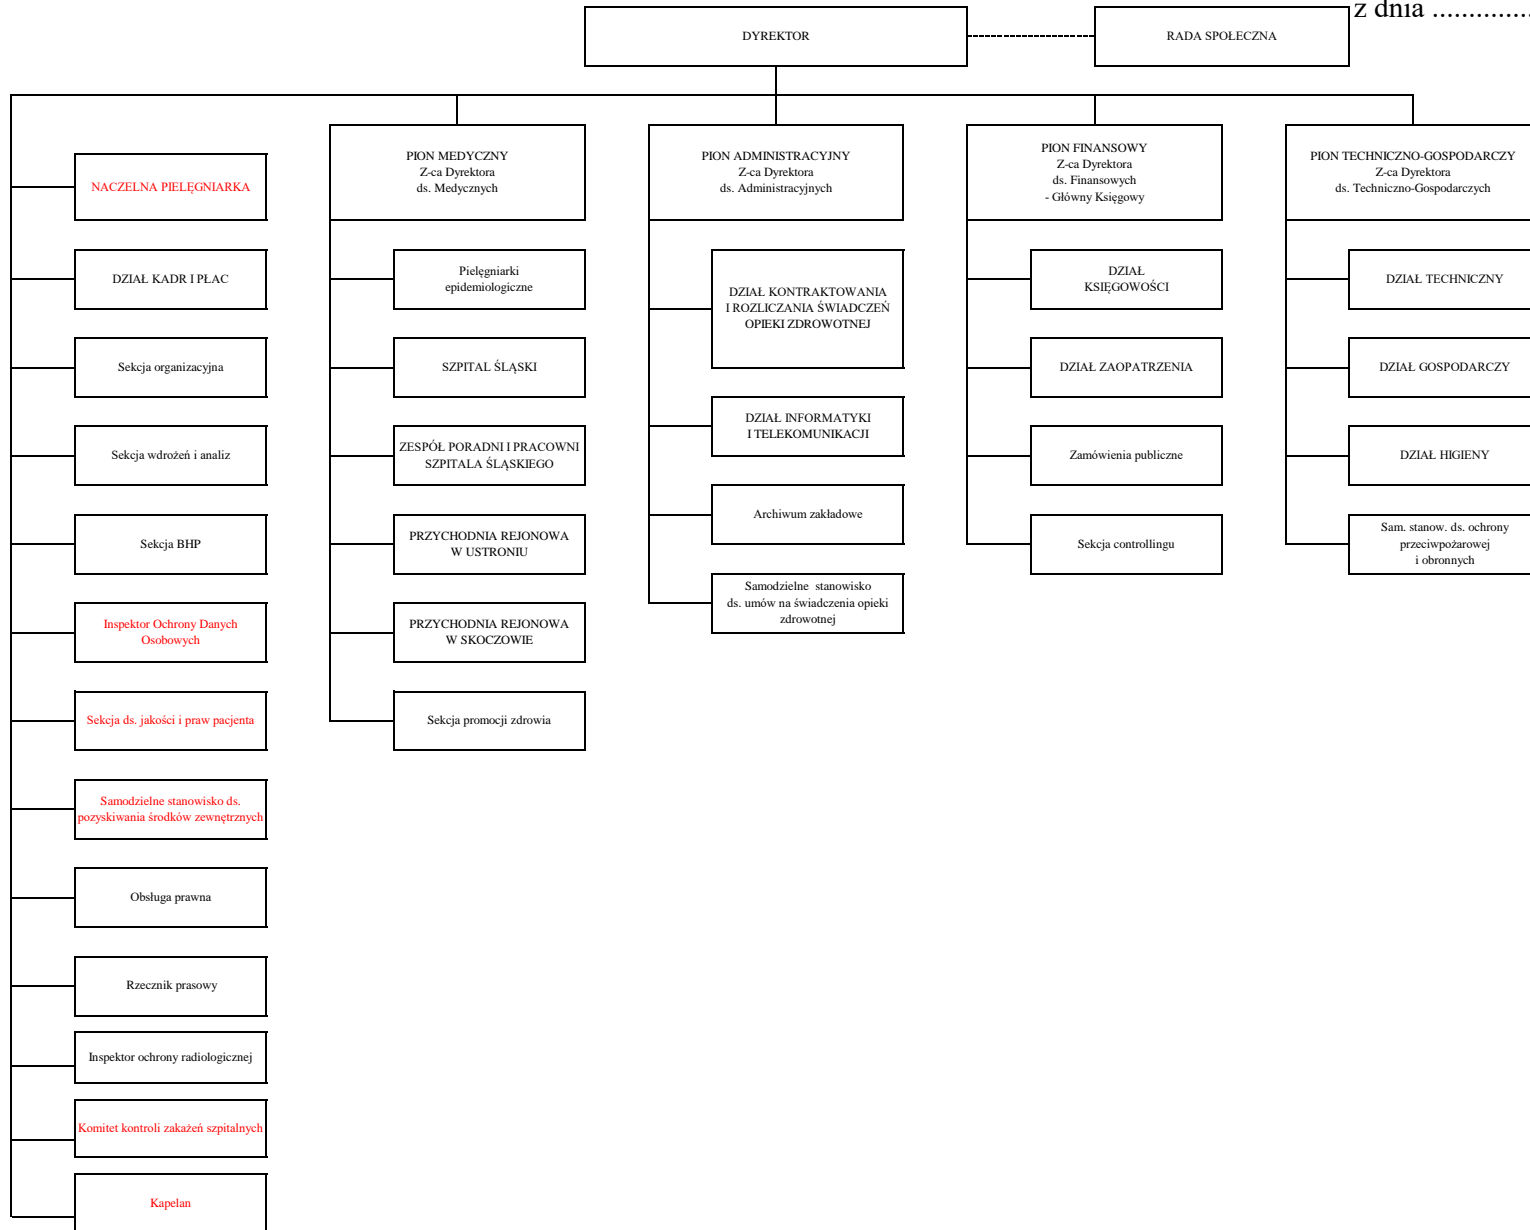 z dnia ..............
DYREKTOR
RADA SPOŁECZNA
NACZELNA PIELĘGNIARKA
DZIAŁ KADR I PŁAC
Sekcja organizacyjna
Sekcja wdrożeń i analiz
Sekcja BHP
Inspektor Ochrony Danych
Osobowych
Sekcja ds. jakości i praw pacjenta
Samodzielne stanowisko ds.
pozyskiwania środków zewnętrznych
Obsługa prawna
Rzecznik prasowy
Inspektor ochrony radiologicznej
Komitet kontroli zakażeń szpitalnych
Kapelan
PION MEDYCZNY
Z-ca Dyrektora
ds. Medycznych
Pielęgniarki
epidemiologiczne
SZPITAL ŚLĄSKI
ZESPÓŁ PORADNI I PRACOWNI
SZPITALA ŚLĄSKIEGO
PRZYCHODNIA REJONOWA
W USTRONIU
PRZYCHODNIA REJONOWA
W SKOCZOWIE
Sekcja promocji zdrowia
PION ADMINISTRACYJNY
Z-ca Dyrektora
ds. Administracyjnych
DZIAŁ KONTRAKTOWANIA
I ROZLICZANIA ŚWIADCZEŃ
OPIEKI ZDROWOTNEJ
DZIAŁ INFORMATYKI
I TELEKOMUNIKACJI
Archiwum zakładowe
Samodzielne stanowisko
ds. umów na świadczenia opieki
zdrowotnej
PION FINANSOWY
Z-ca Dyrektora
ds. Finansowych
- Główny Księgowy
DZIAŁ
KSIĘGOWOŚCI
DZIAŁ ZAOPATRZENIA
Zamówienia publiczne
Sekcja controllingu
PION TECHNICZNO-GOSPODARCZY
Z-ca Dyrektora
ds. Techniczno-Gospodarczych
DZIAŁ TECHNICZNY
DZIAŁ GOSPODARCZY
DZIAŁ HIGIENY
Sam. stanow. ds. ochrony
przeciwpożarowej
i obronnych